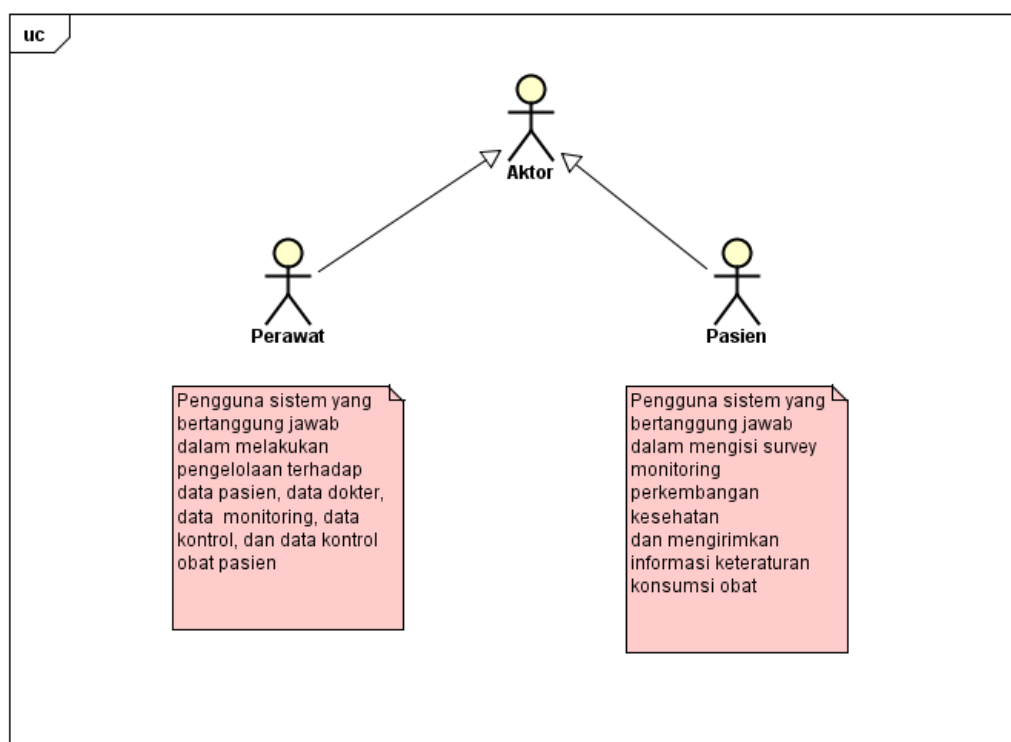 uc
Aktor
Perawat
Pasien
Pengguna sistem yang
bertanggung jawab
dalam melakukan
pengelolaan terhadap
data pasien, data dokter,
data  monitoring, data
kontrol, dan data kontrol
obat pasien
Pengguna sistem yang
bertanggung jawab
dalam mengisi survey
monitoring
perkembangan
kesehatan
dan mengirimkan
informasi keteraturan
konsumsi obat